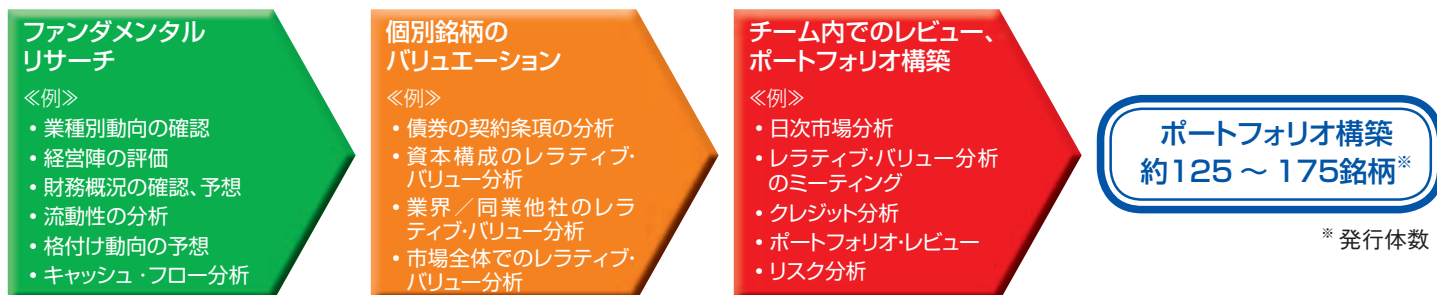 ファンダメンタル
リサーチ
≪例≫
・業種別動向の確認
・経営陣の評価
・財務概況の確認、予想
・流動性の分析
・格付け動向の予想
・キャッシュ・フロー分析
個別銘柄の
バリュエーション
≪例≫
・債券の契約条項の分析
・資本構成のレラティブ・
バリュー分析
・業界／同業他社のレラ
ティブ・バリュー分析
・市場全体でのレラティブ・
バリュー分析
チーム内でのレビュー、
ポートフォリオ構築
≪例≫
・日次市場分析
・レラティブ・バリュー分析
のミーティング
・クレジット分析
・ポートフォリオ・レビュー
・リスク分析
ポートフォリオ構築
約125 ～ 175銘柄※
※ 発行体数